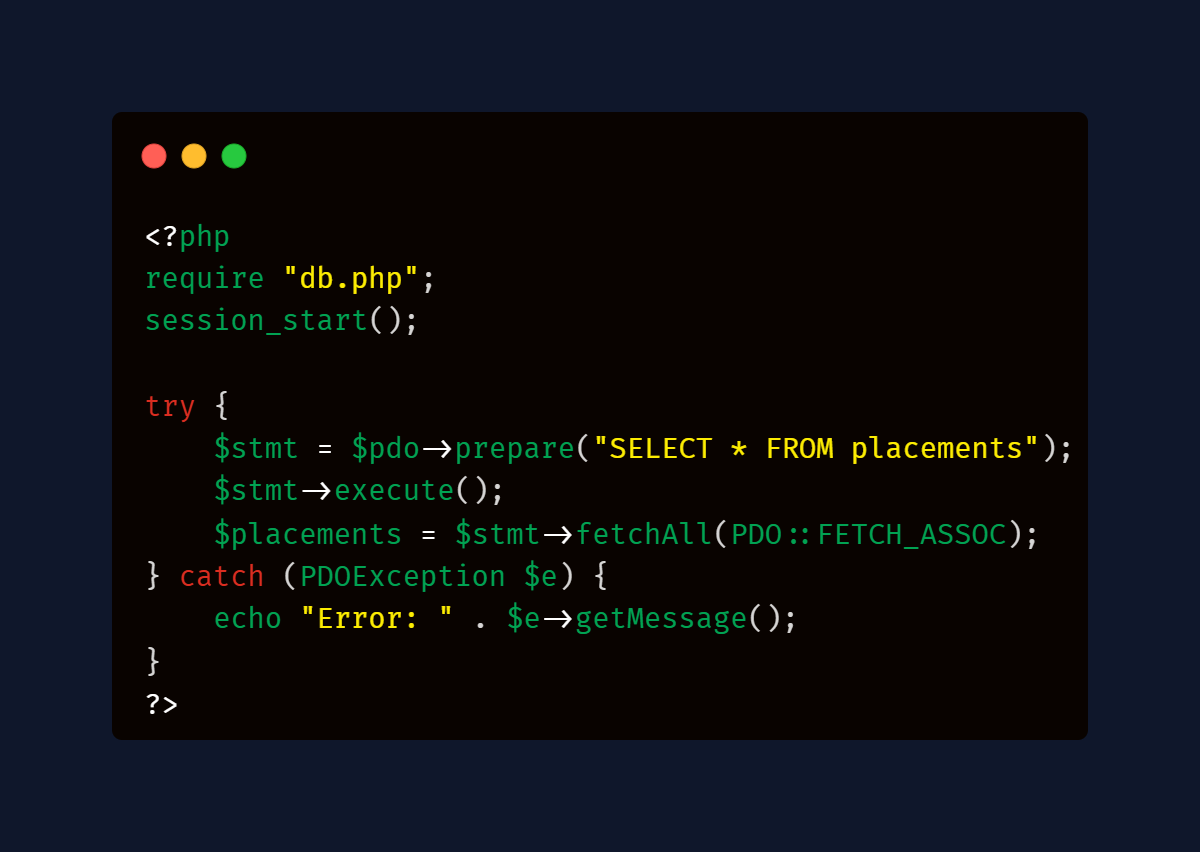 <?php
require "db.php";
session_start();

try {
    $stmt = $pdo->prepare("SELECT * FROM placements");
    $stmt->execute();
    $placements = $stmt->fetchAll(PDO::FETCH_ASSOC);
} catch (PDOException $e) {
    echo "Error: " . $e->getMessage();
}
?>